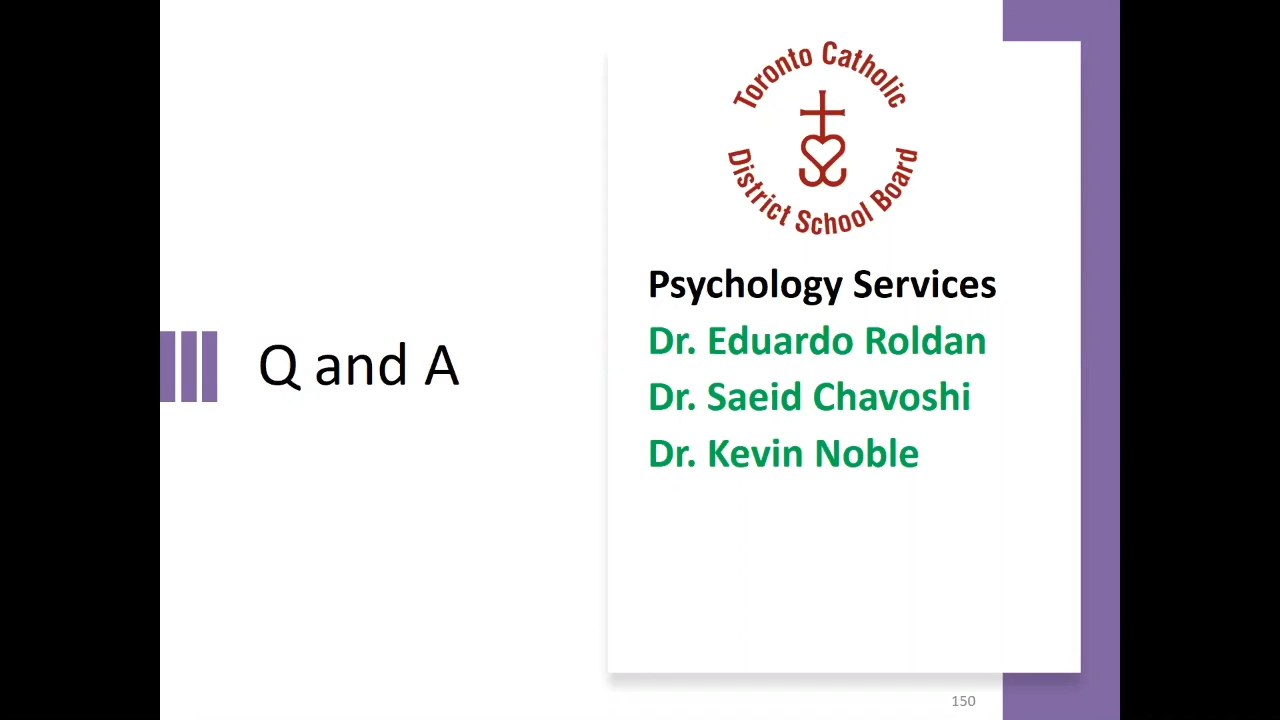 Q and A
Toronto Catholic
District School Board
Psychology Services
Dr. Eduardo Roldan
Dr. Saeid Chavoshi
Dr. Kevin Noble
150